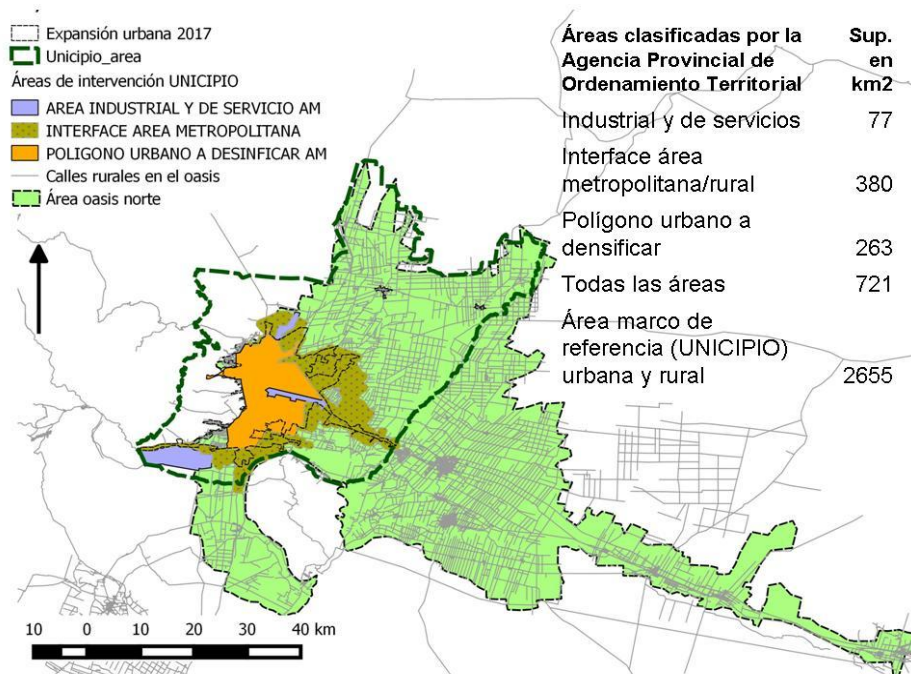 Expansión urbana 2017
Unicipio_area
Áreas de intervención UNICIPIO
AREA INDUSTRIAL Y DE SERVICIO AM
INTERFACE AREA METROPOLITANA
POLIGONO URBANO A DESINFICAR AM
Calles rurales en el oasis
Área oasis norte
Áreas clasificadas por la Sup.
Agencia Provincial de en
Ordenamiento Territorial km2
Industrial y de servicios 77
Interface área
metropolitana/rural 380
Polígono urbano a
densificar 263
Todas las áreas 721
Área marco de
referencia (UNICIPIO)
urbana y rural 2655
10 0 10 20 30 40 km